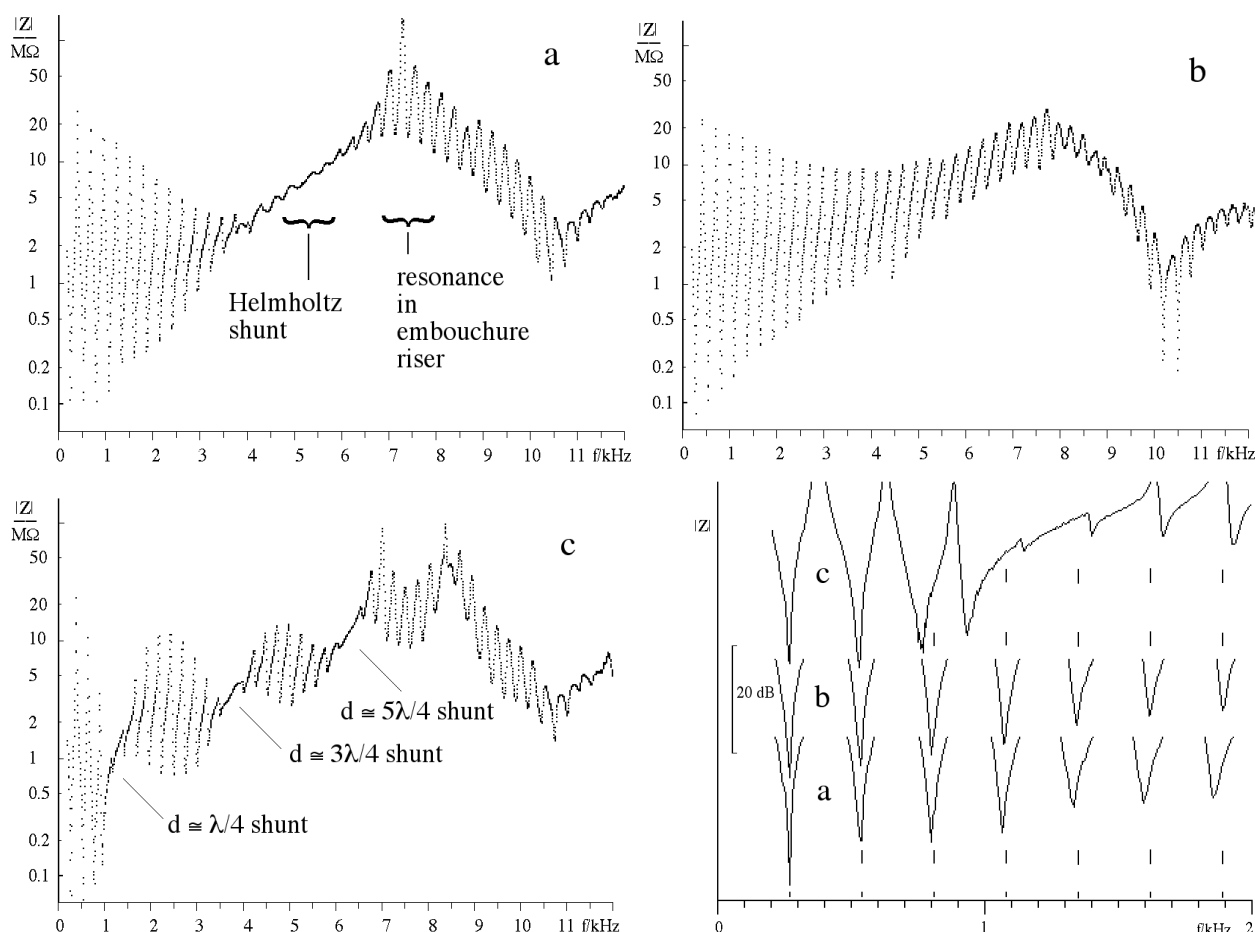 |Z|
MΩ
a
50
20
10
5
2
1
0.5
0.2
0.1
Helmholtz
shunt
resonance
in
embouchure
riser
0 1 2 3 4 5 6 7 8 9 10 11 f/kHz
|Z|
MΩ
b
50
20
10
5
2
1
0.5
0.2
0.1
0 1 2 3 4 5 6 7 8 9 10 11 f/kHz
|Z|
MΩ
c
50
20
10
5
2
1
0.5
0.2
0.1
d ≅ 5λ/4 shunt
d ≅ 3λ/4 shunt
d ≅ λ/4 shunt
0 1 2 3 4 5 6 7 8 9 10 11 f/kHz
|Z|
c
20 dB
b
a
0 1 f/kHz 2